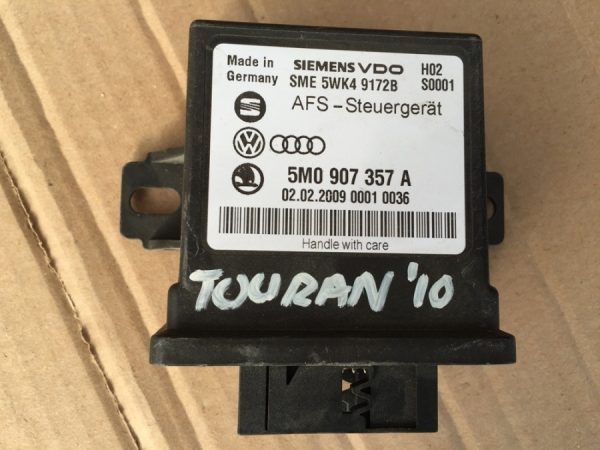 Made in SIEMENS VDO H02
Germany SME 5WK4 9172B S0001
AFS-Steuergerät
5M0 907 357 A
02.02.2009 0001 0036
Handle with care
TOURAN '10